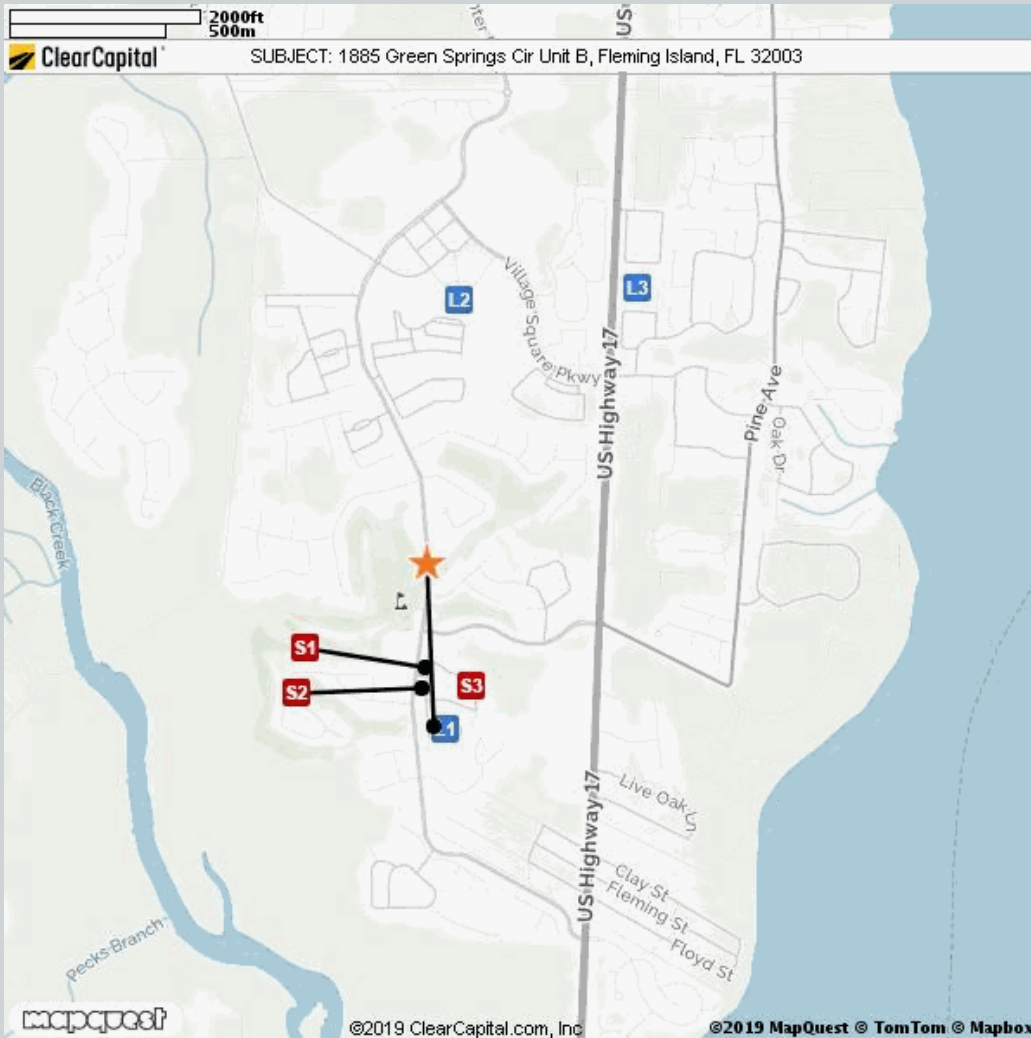 2000ft
500m
ClearCapital
SUBJECT: 1885 Green Springs Cir Unit B, Fleming Island, FL 32003
US
L2
L3
Village Square Pkwy
US Highway 17
Pine Ave
Oak Dr
Black Creek
S1
S2
S3
L1
US Highway 17
Live Oak Ln
Clay St
Fleming St
Floyd St
Pecks Branch
mapquest
©2019 ClearCapital.com, Inc
©2019 MapQuest © TomTom © Mapbox